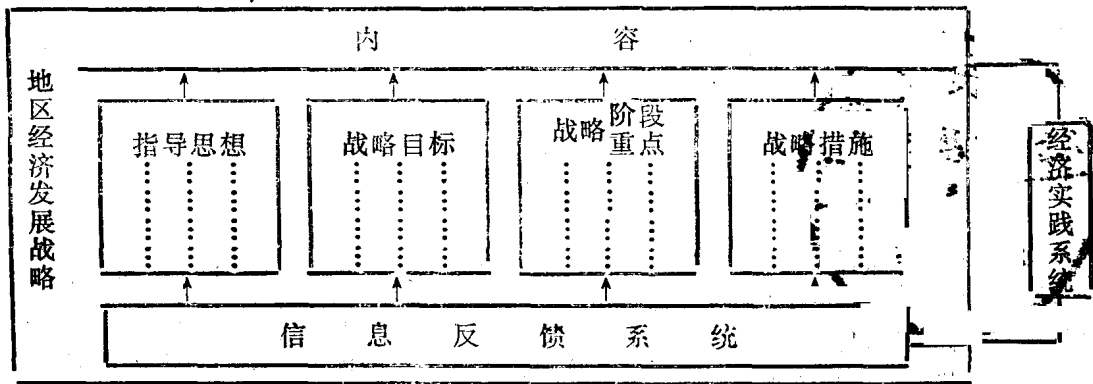 内容
地区经济发展战略
指导思想
战略目标
战略阶段重点
战略措施
经济实践系统
信息反馈系统